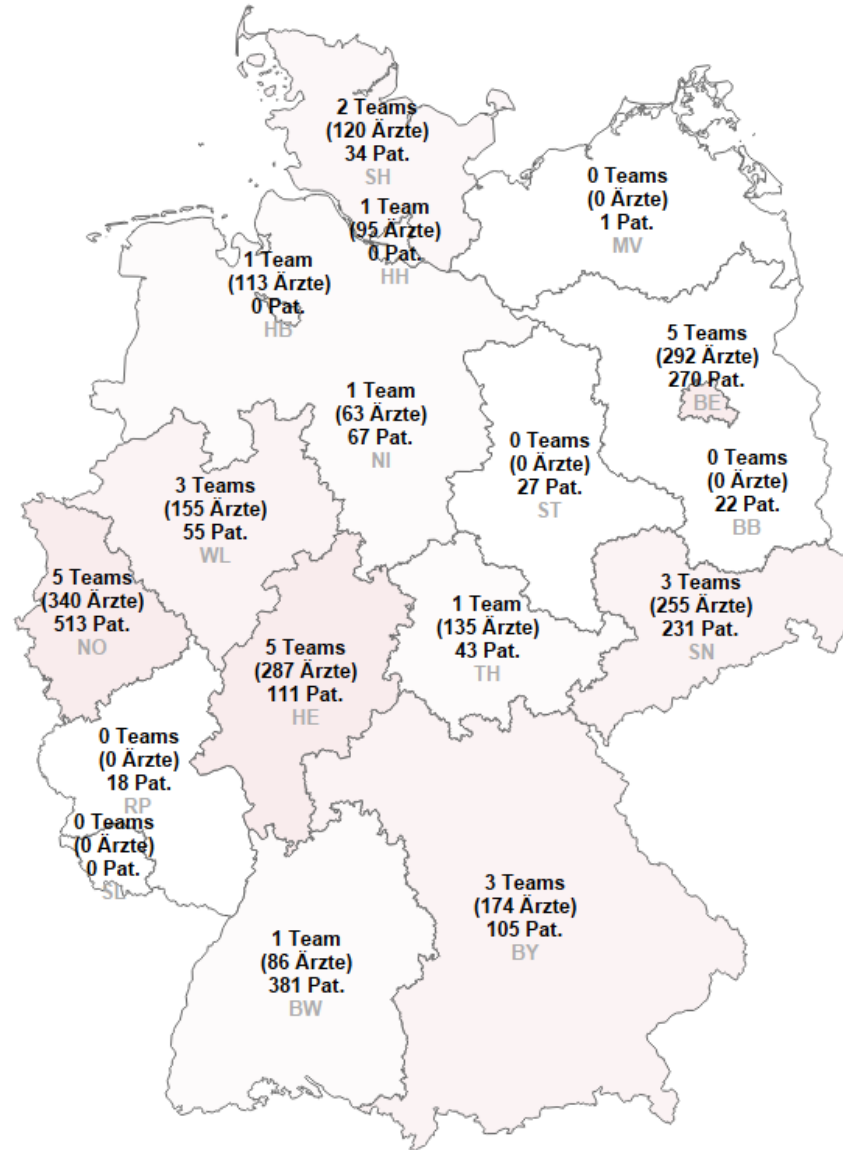 2 Teams
(120 Ärzte)
34 Pat.
SH
0 Teams
(0 Ärzte)
1 Pat.
MV
1 Team
(95 Ärzte)
0 Pat.
HH
1 Team
(113 Ärzte)
0 Pat.
HB
5 Teams
(292 Ärzte)
270 Pat.
BE
1 Team
(63 Ärzte)
67 Pat.
NI
0 Teams
(0 Ärzte)
27 Pat.
ST
0 Teams
(0 Ärzte)
22 Pat.
BB
3 Teams
(155 Ärzte)
55 Pat.
WL
5 Teams
(340 Ärzte)
513 Pat.
NO
3 Teams
(255 Ärzte)
231 Pat.
SN
1 Team
(135 Ärzte)
43 Pat.
TH
5 Teams
(287 Ärzte)
111 Pat.
HE
0 Teams
(0 Ärzte)
18 Pat.
RP
0 Teams
(0 Ärzte)
0 Pat.
SL
3 Teams
(174 Ärzte)
105 Pat.
BY
1 Team
(86 Ärzte)
381 Pat.
BW